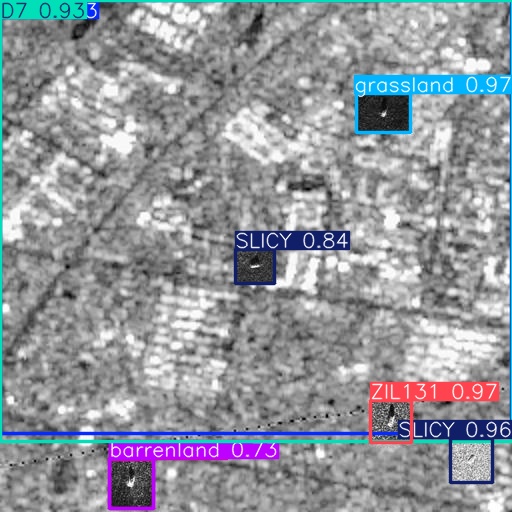 D7 0.933
grassland 0.97
SLICY 0.84
ZIL131 0.97
SLICY 0.96
barrenland 0.73